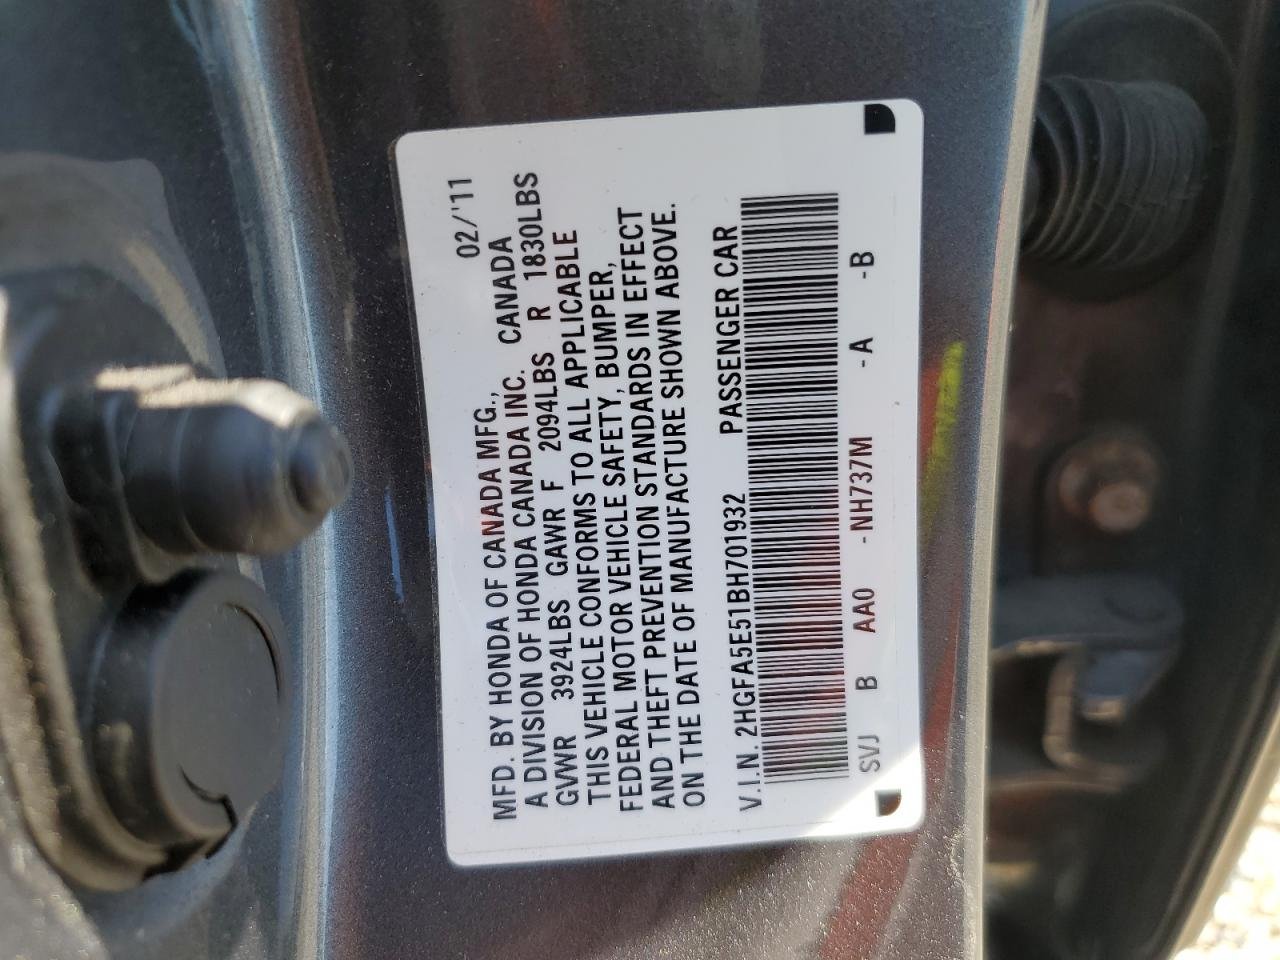 MFD. BY HONDA OF CANADA MFG., 02/'11
A DIVISION OF HONDA CANADA INC. CANADA
GVWR 3924LBS GAWR F 2094LBS R 1830LBS
THIS VEHICLE CONFORMS TO ALL APPLICABLE
FEDERAL MOTOR VEHICLE SAFETY, BUMPER,
AND THEFT PREVENTION STANDARDS IN EFFECT
ON THE DATE OF MANUFACTURE SHOWN ABOVE.
V.I.N. 2HGFA5E51BH701932 PASSENGER CAR
SVJ B AA0 -NH737M -A -B